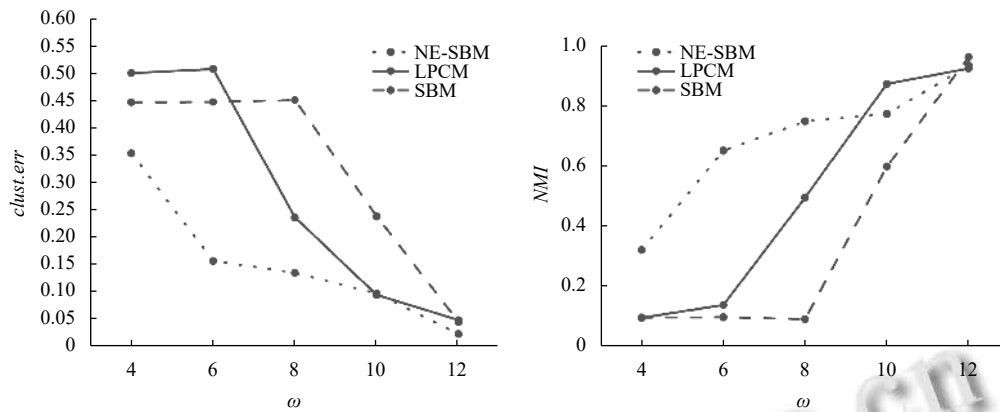 0.60
0.55
0.50
0.45
0.40
0.35
0.30
0.25
0.20
0.15
0.10
0.05
0
clust.err
4 6 8 10 12
ω
NE-SBM
LPCM
SBM
1.0
0.8
0.6
0.4
0.2
0
NMI
4 6 8 10 12
ω
NE-SBM
LPCM
SBM
cn